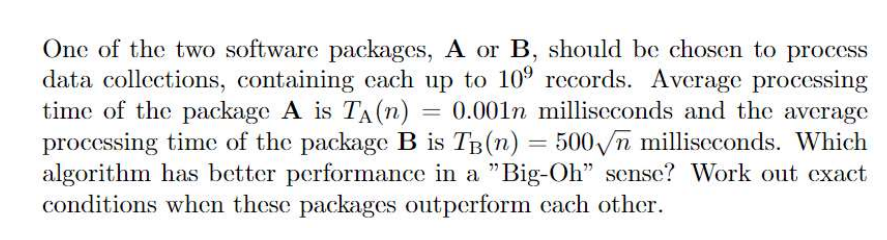 One of the two software packages, A or B, should be chosen to process
data collections, containing each up to 10⁹ records. Average processing
time of the package A is T_A(n) = 0.001n milliseconds and the average
processing time of the package B is T_B(n) = 500√n milliseconds. Which
algorithm has better performance in a ”Big-Oh” sense? Work out exact
conditions when these packages outperform each other.